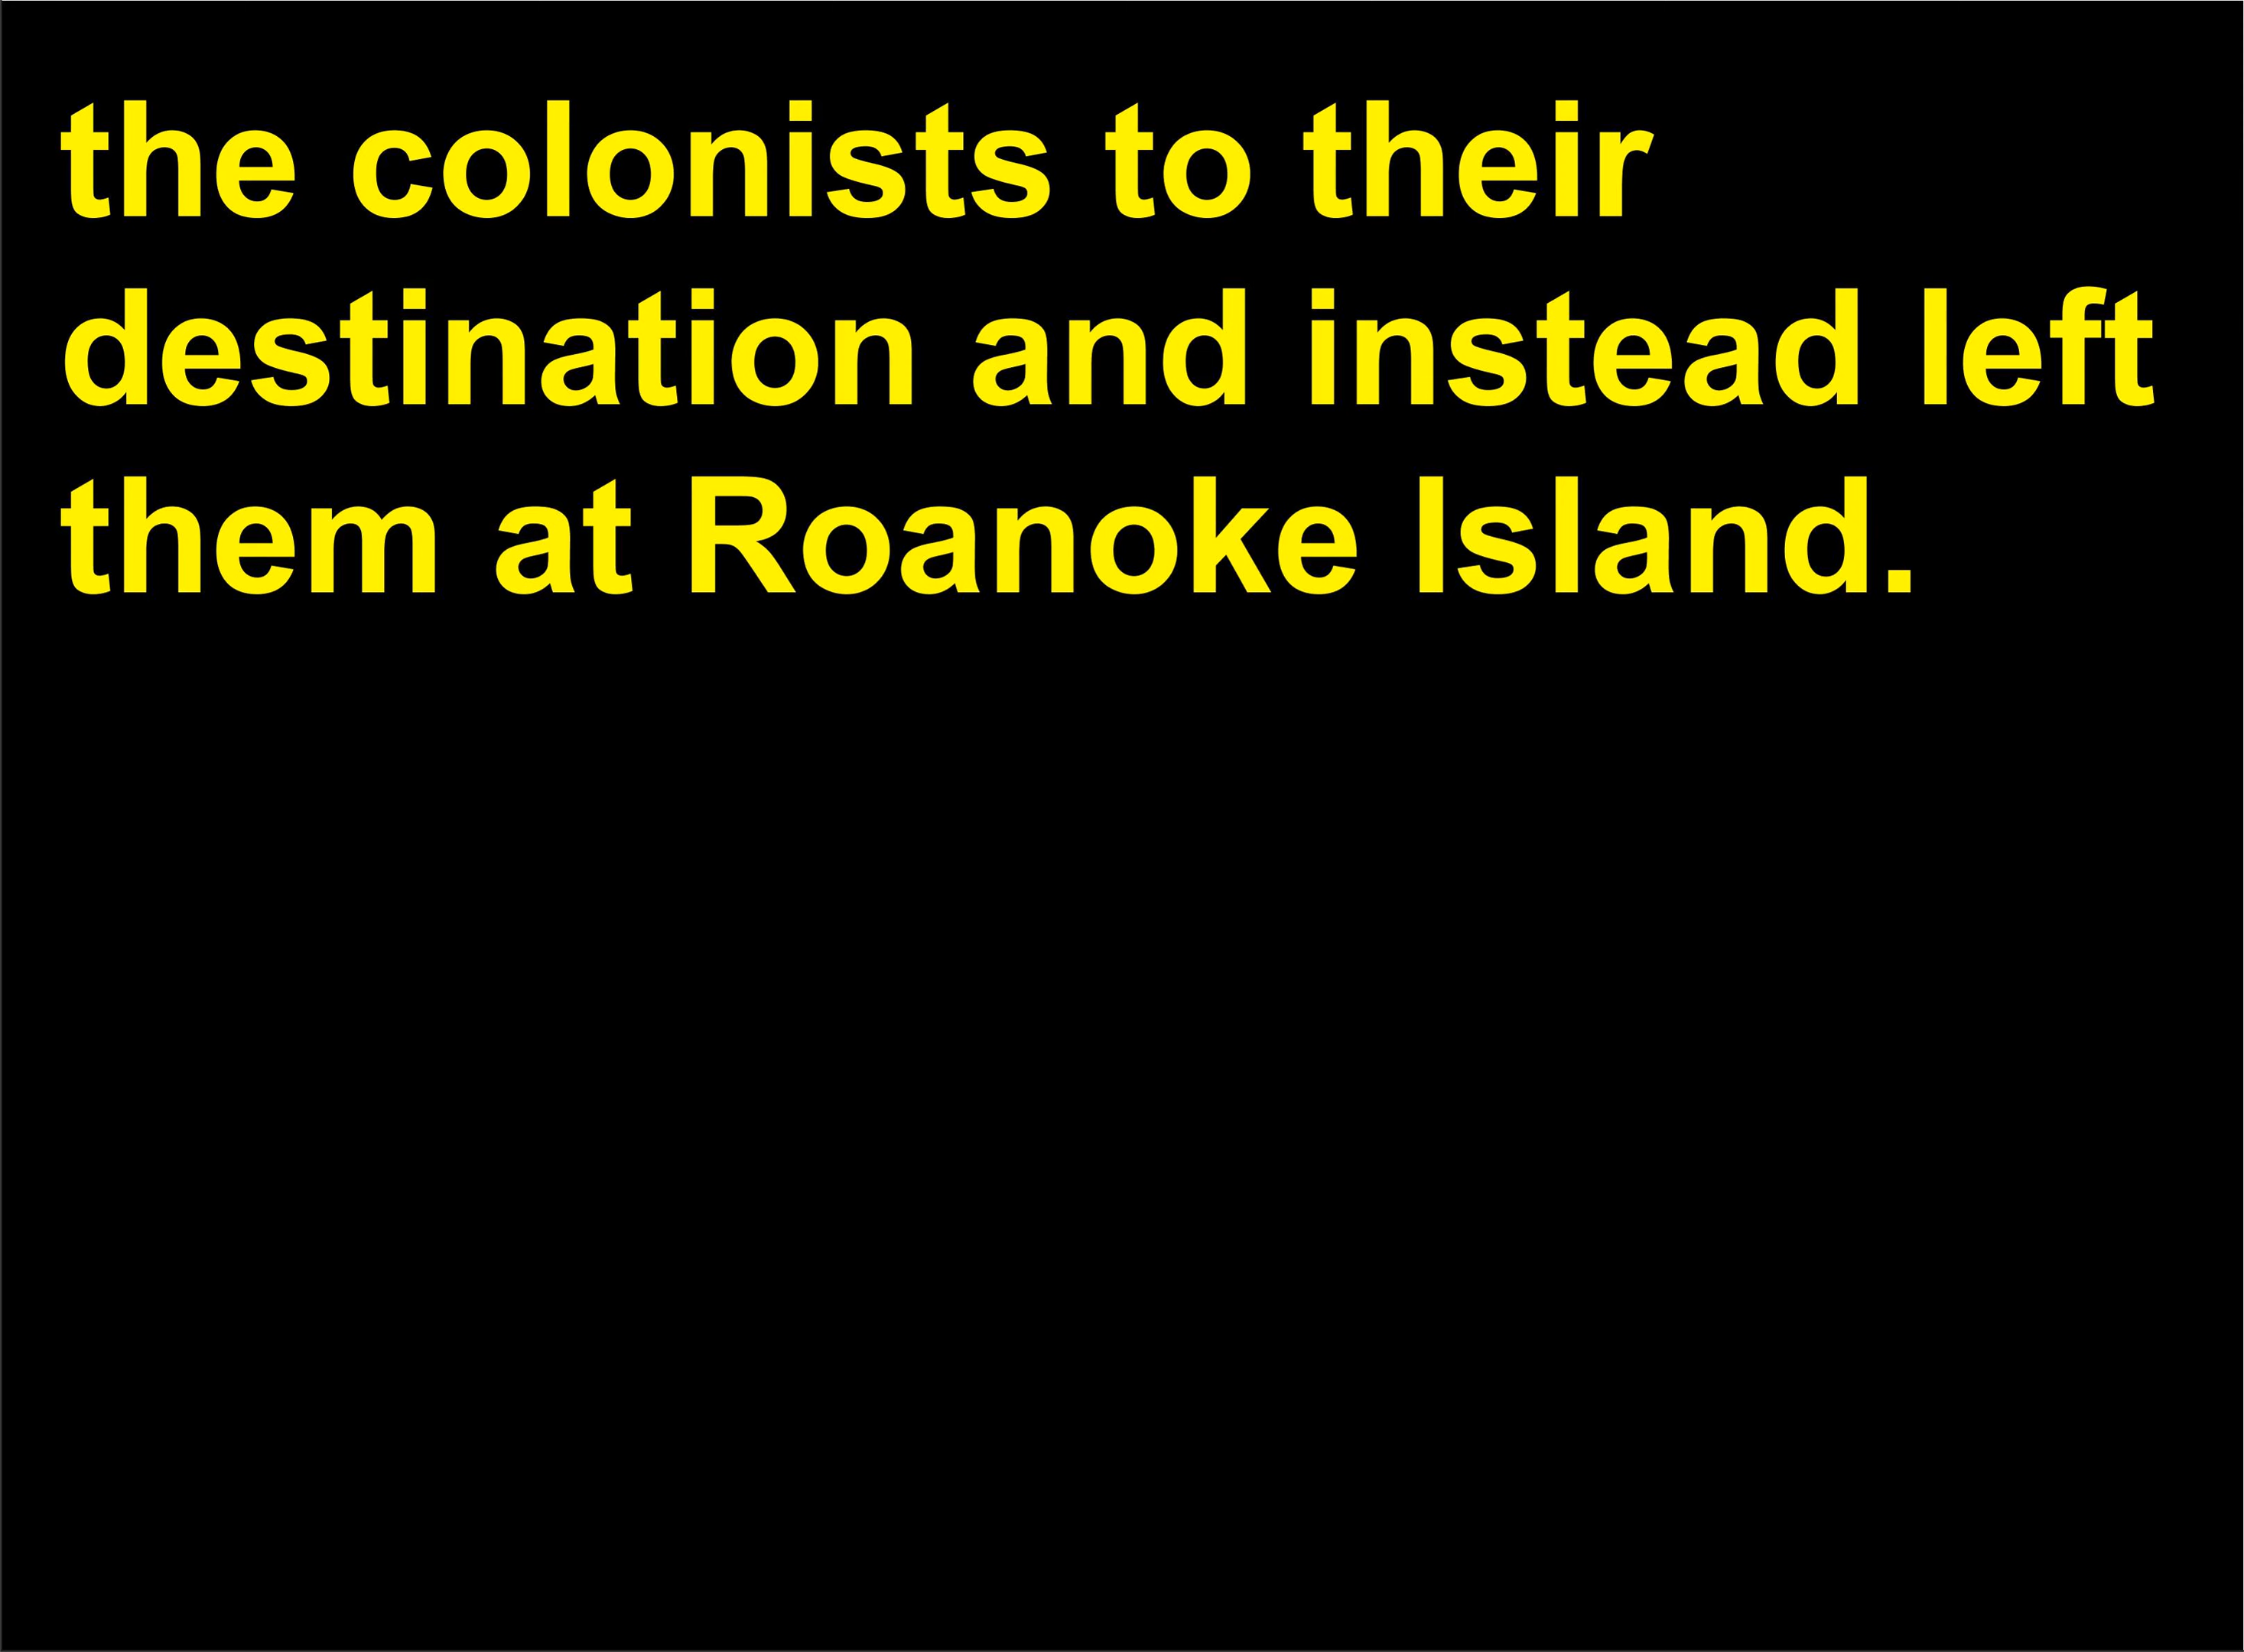 the colonists to their
destination and instead left
them at Roanoke Island.